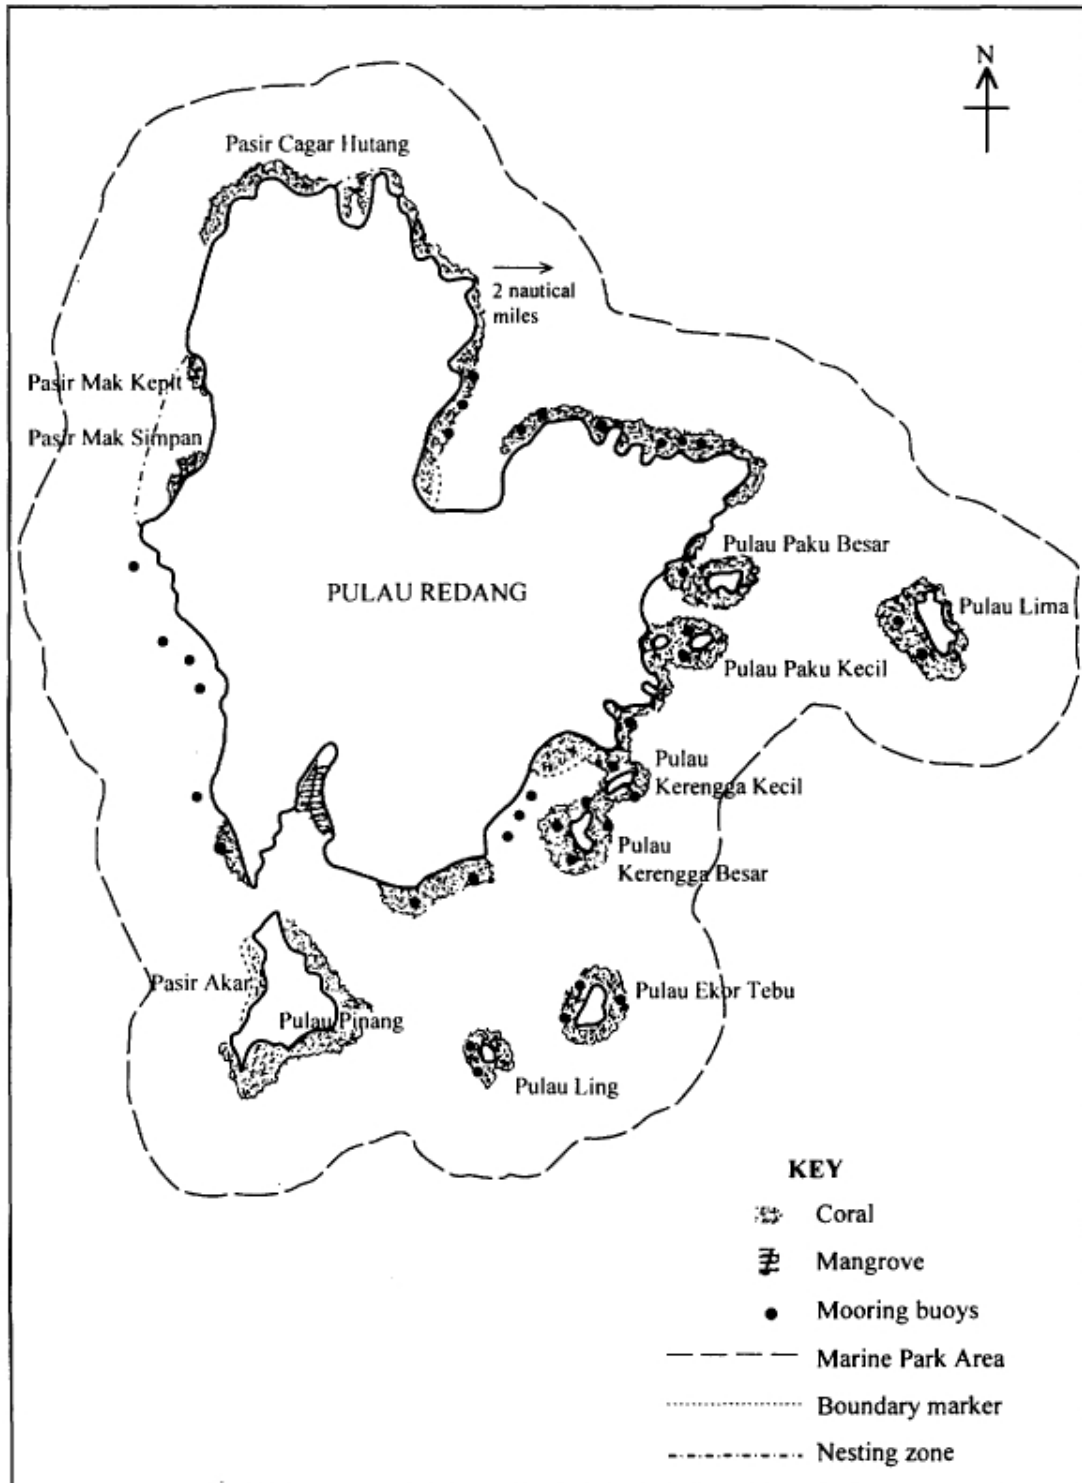 N
Pasir Cagar Hutang
2 nautical
miles
Pasir Mak Kepit
Pasir Mak Simpan
Pulau Paku Besar
PULAU REDANG
Pulau Lima
Pulau Paku Kecil
Pulau
Kerengga Kecil
Pulau
Kerengga Besar
Pasir Akar
Pulau Ekor Tebu
Pulau Pinang
Pulau Ling
KEY
Coral
Mangrove
Mooring buoys
Marine Park Area
Boundary marker
Nesting zone